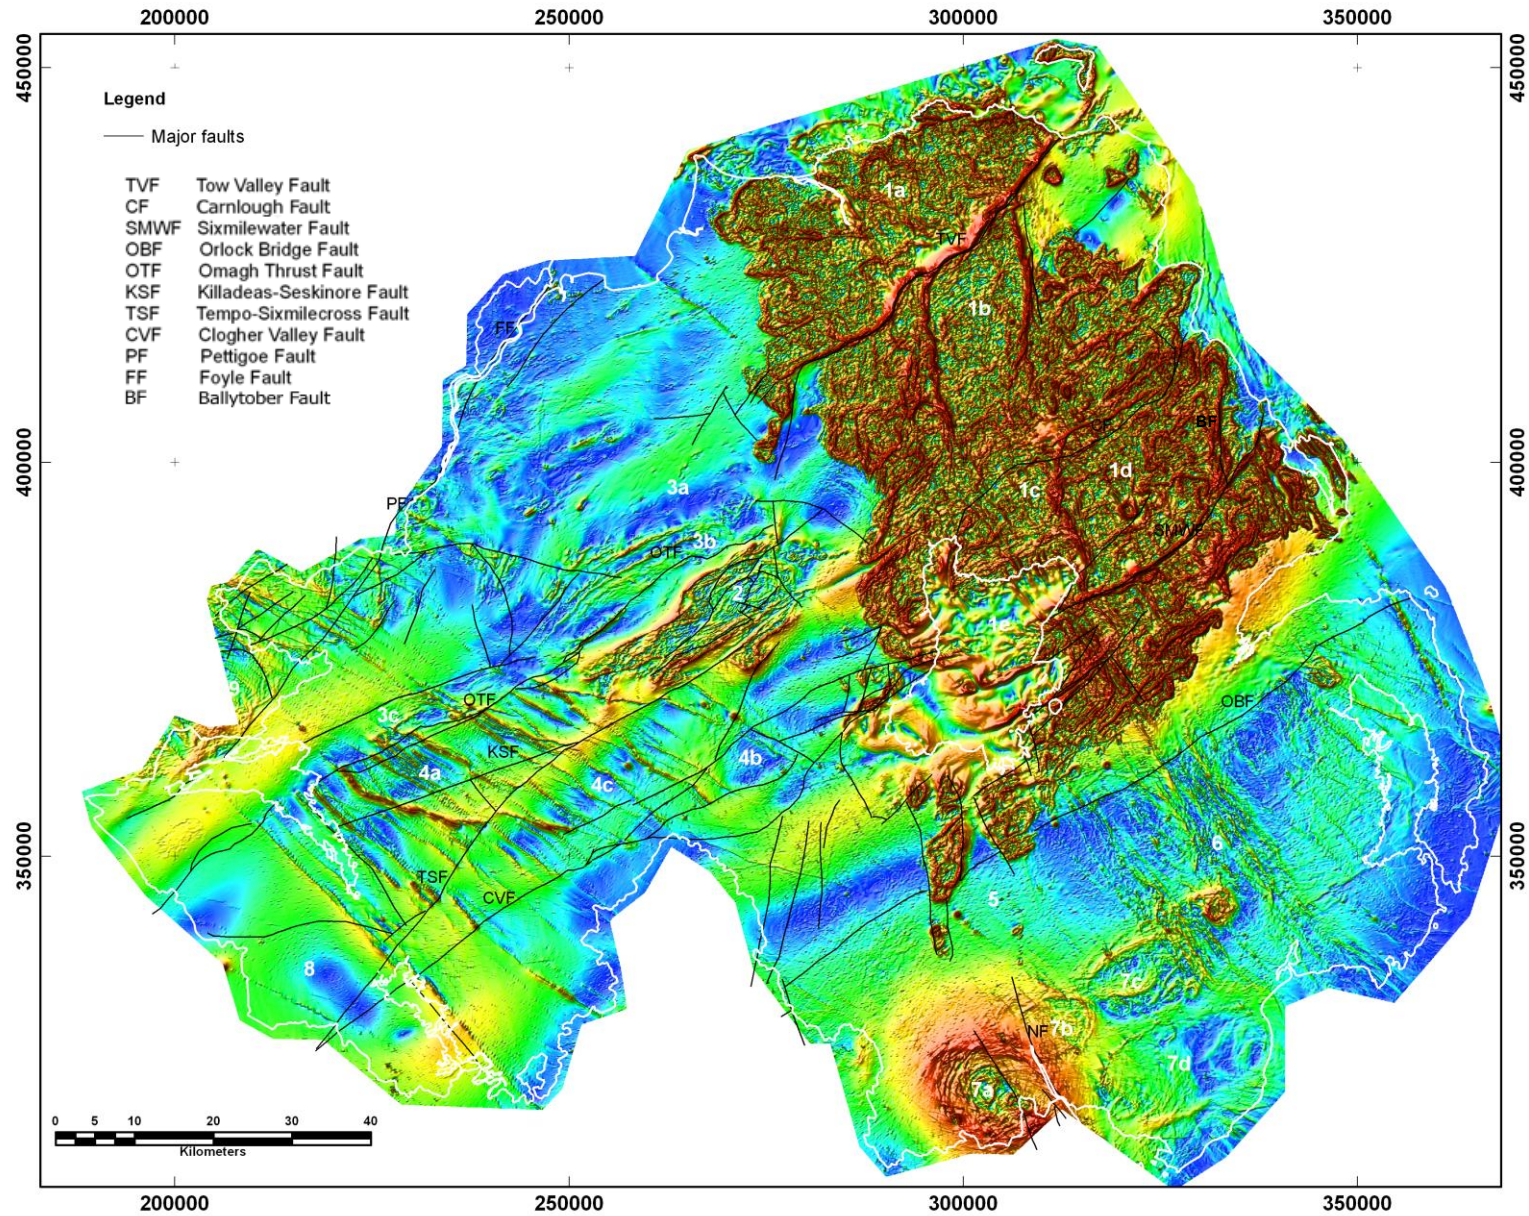 200000 250000 300000 350000
450000 450000
Legend
Major faults
TVF Tow Valley Fault
CF Carnlough Fault
SMWF Sixmilewater Fault
OBF Orlock Bridge Fault
OTF Omagh Thrust Fault
KSF Killadeas-Seskinore Fault
TSF Tempo-Sixmilecross Fault
CVF Clogher Valley Fault
PF Pettigoe Fault
FF Foyle Fault
BF Ballytober Fault
1a
TVF
1b
FF
CF BF
400000 400000
1d
3a 1c
PF
SMWF
3b
OTF
2
1e
9
OTF OBF
3c
KSF
4b
4a
4c
350000 350000
6
TSF
CVF
5
8
7c
NF 7b
7d
7a
0 5 10 20 30 40
Kilometers
200000 250000 300000 350000